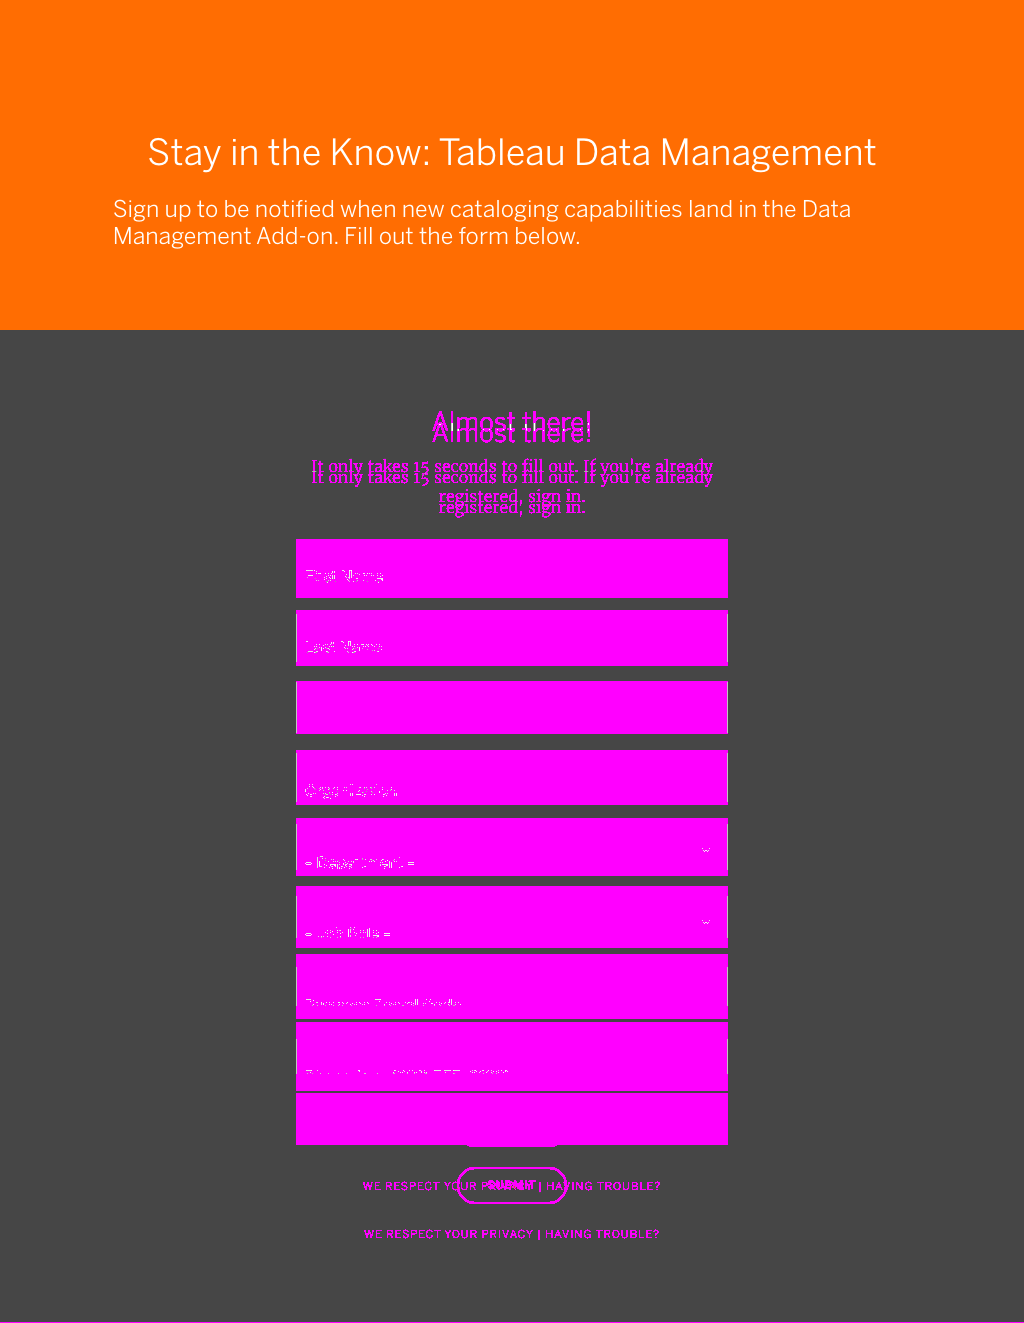 Stay in the Know: Tableau Data Management
Sign up to be notified when new cataloging capabilities land in the Data
Management Add-on. Fill out the form below.
Almost there!
Almost there!
It only takes 15 seconds to fill out. If you're already
It only takes 15 seconds to fill out. If you're already
registered, sign in.
registered, sign in.
First Name
Last Name
Organization
- Department -
- Job Role -
SUBMIT
WE RESPECT YOUR PRIVACY | HAVING TROUBLE?
WE RESPECT YOUR PRIVACY | HAVING TROUBLE?